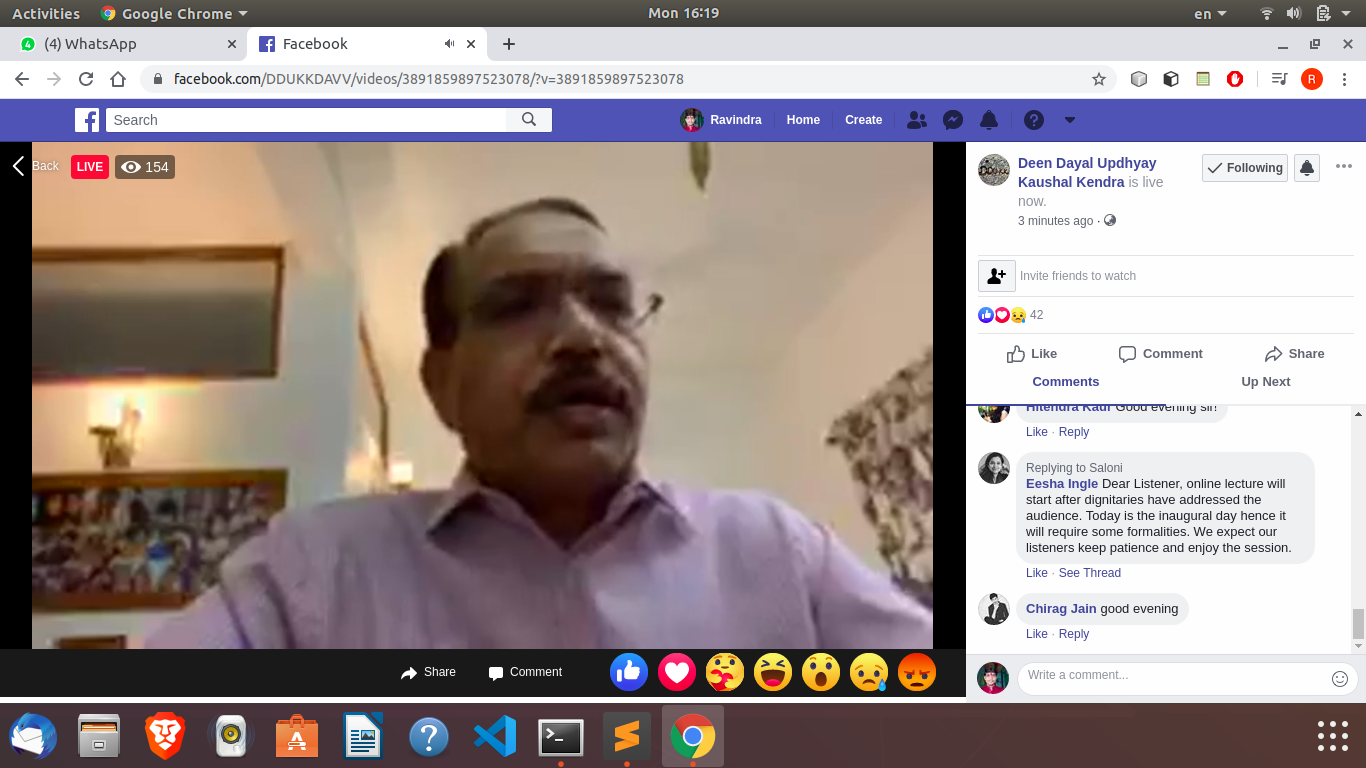 Activities
Google Chrome
Mon 16:19
en
4
(4) WhatsApp
Facebook
facebook.com/DDUKKDAVV/videos/3891859897523078/?v=3891859897523078
R
f
Search
Ravindra
Home
Create
Back
LIVE
154
Deen Dayal Updhyay
Kaushal Kendra is live
now.
3 minutes ago ·
Following
Invite friends to watch
42
Like
Comment
Share
Comments
Up Next
Hitendra Kaur Good evening sir!
Like · Reply
Replying to Saloni
Eesha Ingle Dear Listener, online lecture will
start after dignitaries have addressed the
audience. Today is the inaugural day hence it
will require some formalities. We expect our
listeners keep patience and enjoy the session.
Like · See Thread
Chirag Jain good evening
Like · Reply
Share
Comment
Write a comment...